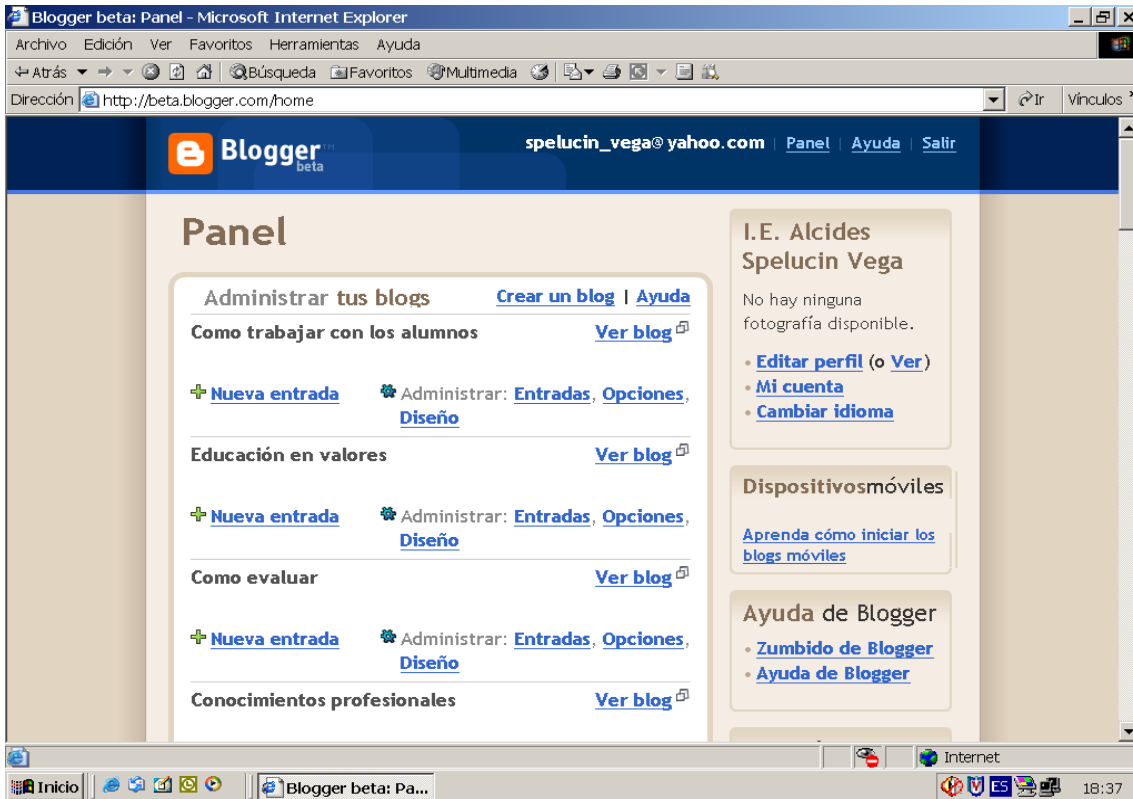 Blogger beta: Panel - Microsoft Internet Explorer
Archivo Edición Ver Favoritos Herramientas Ayuda
Atrás Búsqueda Favoritos Multimedia
Dirección http://beta.blogger.com/home Ir Vínculos
Blogger™ beta
spelucin_vega@yahoo.com | Panel | Ayuda | Salir
Panel
Administrar tus blogs Crear un blog | Ayuda
Como trabajar con los alumnos Ver blog
Nueva entrada Administrar: Entradas, Opciones,
Diseño
Educación en valores Ver blog
Nueva entrada Administrar: Entradas, Opciones,
Diseño
Como evaluar Ver blog
Nueva entrada Administrar: Entradas, Opciones,
Diseño
Conocimientos profesionales Ver blog
I.E. Alcides
Spelucin Vega
No hay ninguna
fotografía disponible.
Editar perfil (o Ver)
Mi cuenta
Cambiar idioma
Dispositivosmóviles
Aprenda cómo iniciar los
blogs móviles
Ayuda de Blogger
Zumbido de Blogger
Ayuda de Blogger
Internet
Inicio Blogger beta: Pa... ES 18:37